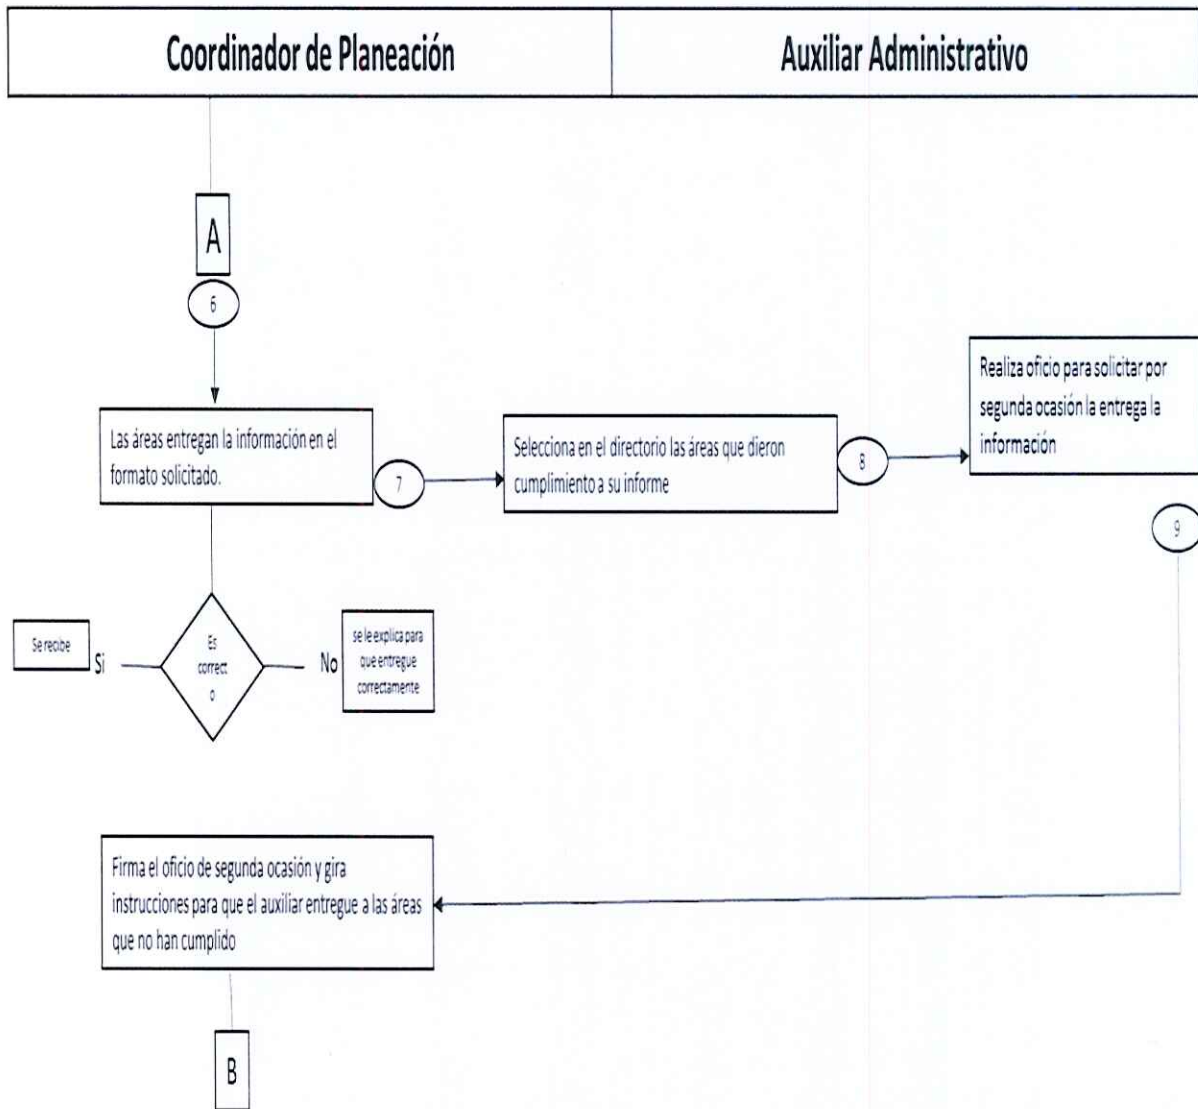 Coordinador de Planeación
Auxiliar Administrativo
A
6
Las áreas entregan la información en el
formato solicitado.
7
Selecciona en el directorio las áreas que dieron
cumplimiento a su informe
8
Realiza oficio para solicitar por
segunda ocasión la entrega la
información
9
Se recibe
Si
Es
correct
o
No
se le explica para
que entregue
correctamente
Firma el oficio de segunda ocasión y gira
instrucciones para que el auxiliar entregue a las áreas
que no han cumplido
B